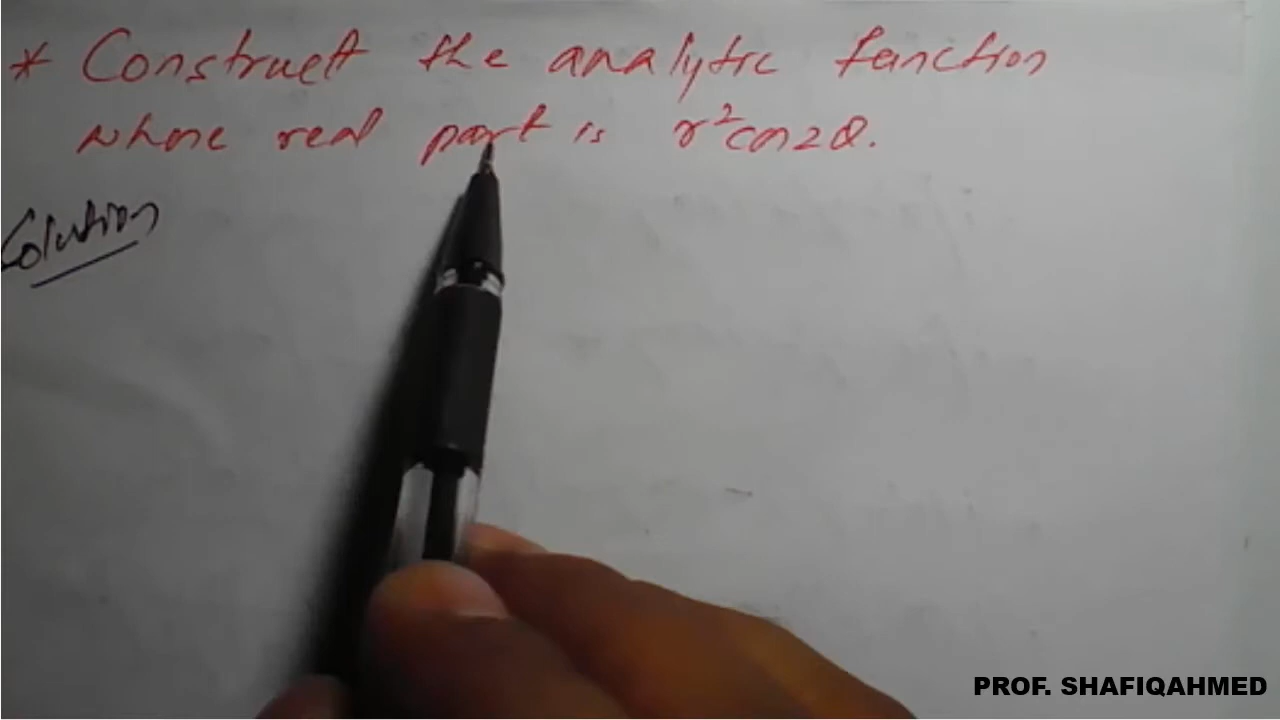 * Construct the analytic function
whose real part is r²cos2θ.
Solution
PROF. SHAFIQAHMED